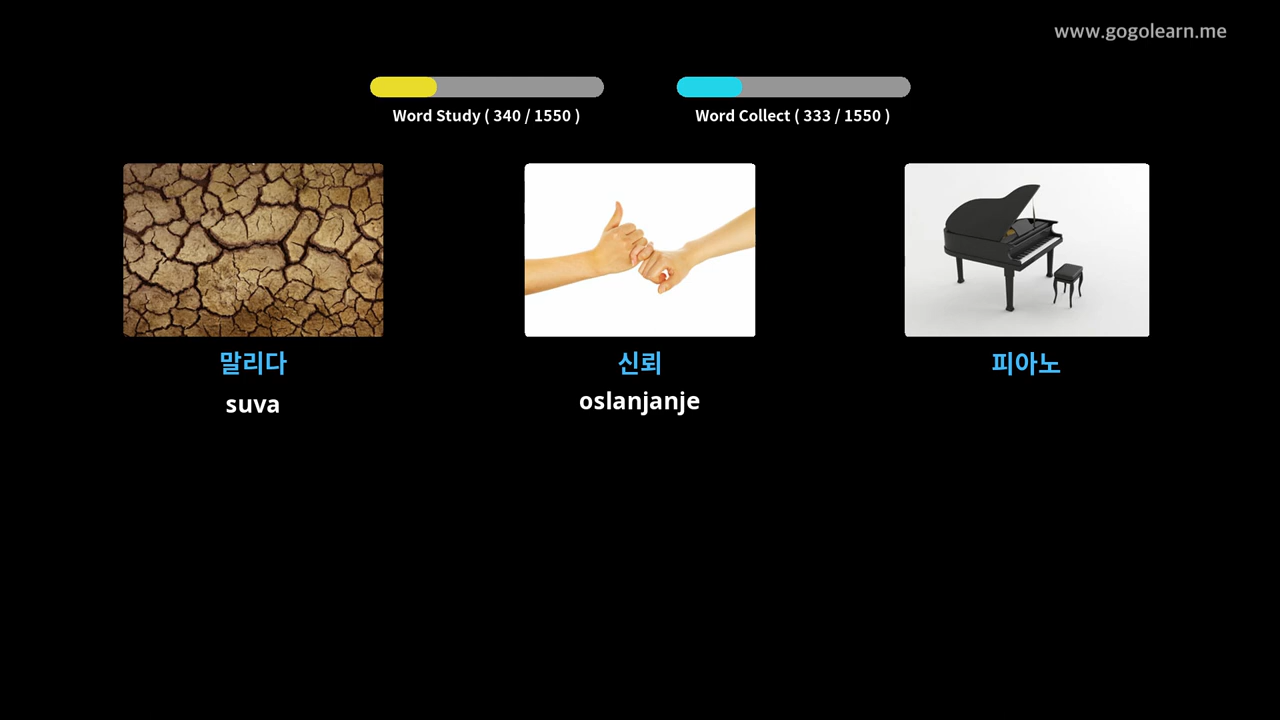 www.gogolearn.me
Word Study ( 340 / 1550 )
Word Collect ( 333 / 1550 )
말리다
신뢰
피아노
suva
oslanjanje